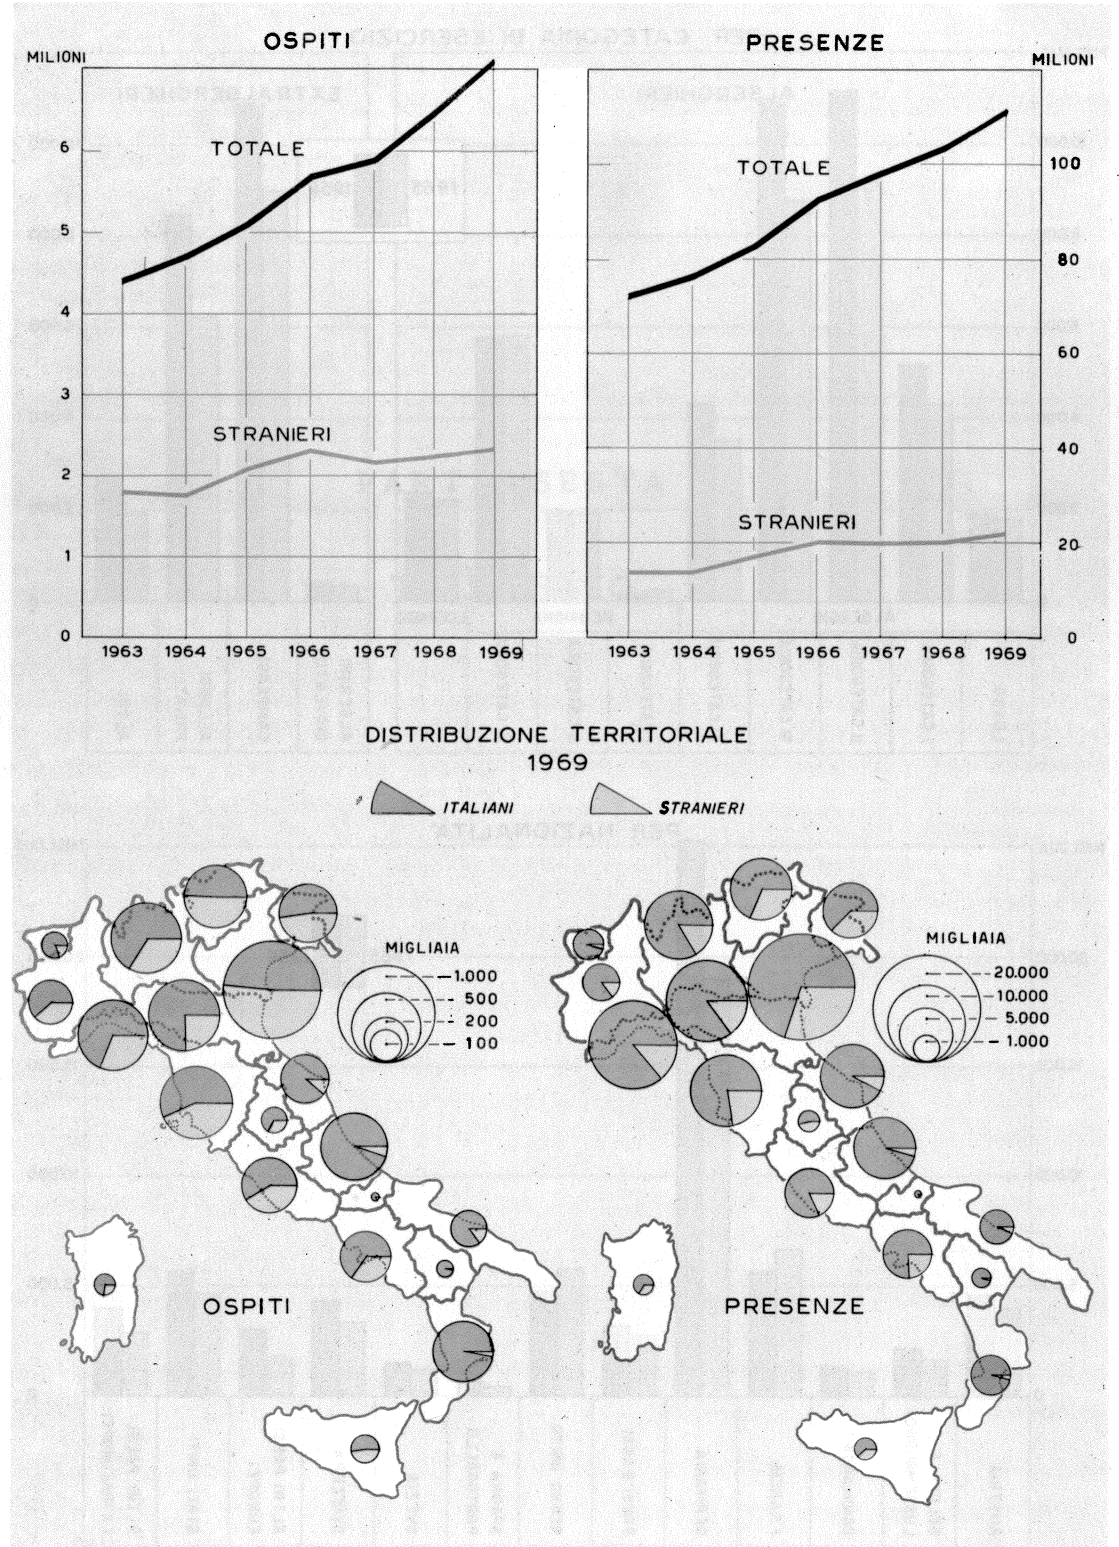 OSPITI
MILIONI
TOTALE
6
5
4
3
STRANIERI
2
1
0
1963 1964 1965 1966 1967 1968 1969
PRESENZE
MILIONI
TOTALE
100
80
60
40
STRANIERI
20
0
1963 1964 1965 1966 1967 1968 1969
DISTRIBUZIONE TERRITORIALE
1969
ITALIANI STRANIERI
MIGLIAIA
1.000
500
200
100
OSPITI
MIGLIAIA
20.000
10.000
5.000
1.000
PRESENZE